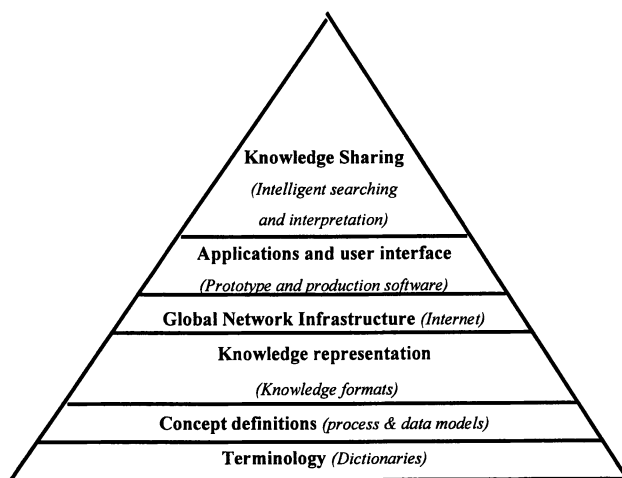 Knowledge Sharing
(Intelligent searching
and interpretation)
Applications and user interface
(Prototype and production software)
Global Network Infrastructure (Internet)
Knowledge representation
(Knowledge formats)
Concept definitions (process & data models)
Terminology (Dictionaries)